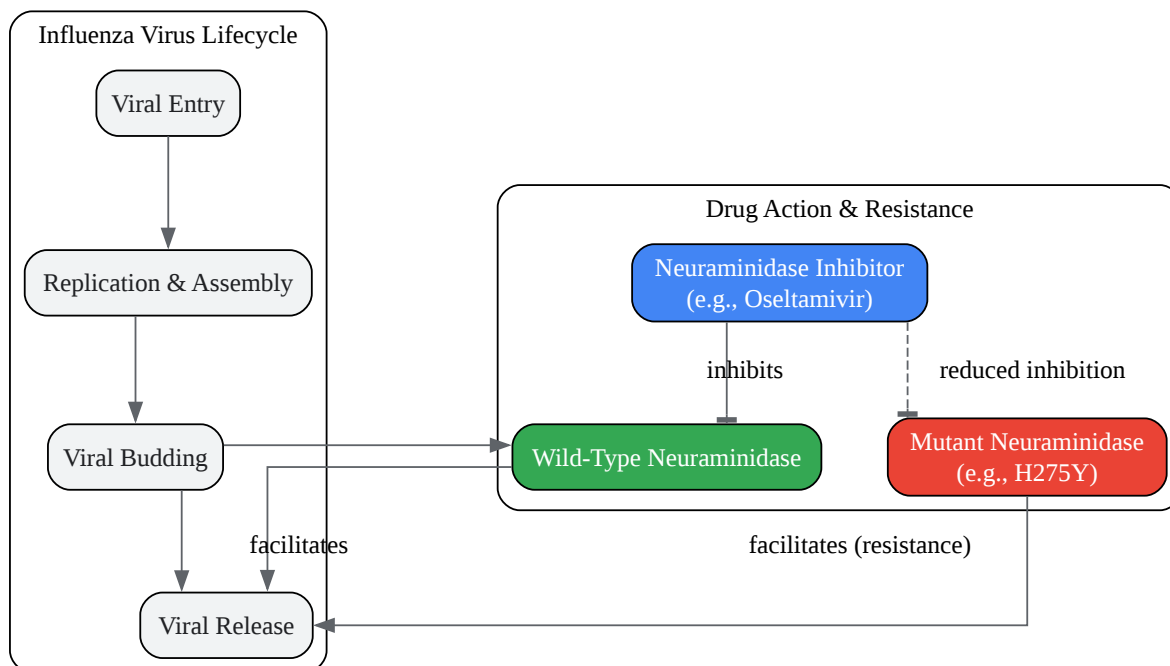 Influenza Virus Lifecycle
Viral Entry
Replication & Assembly
Viral Budding
Viral Release
Drug Action & Resistance
Neuraminidase Inhibitor
(e.g., Oseltamivir)
inhibits
reduced inhibition
Wild-Type Neuraminidase
Mutant Neuraminidase
(e.g., H275Y)
facilitates
facilitates (resistance)